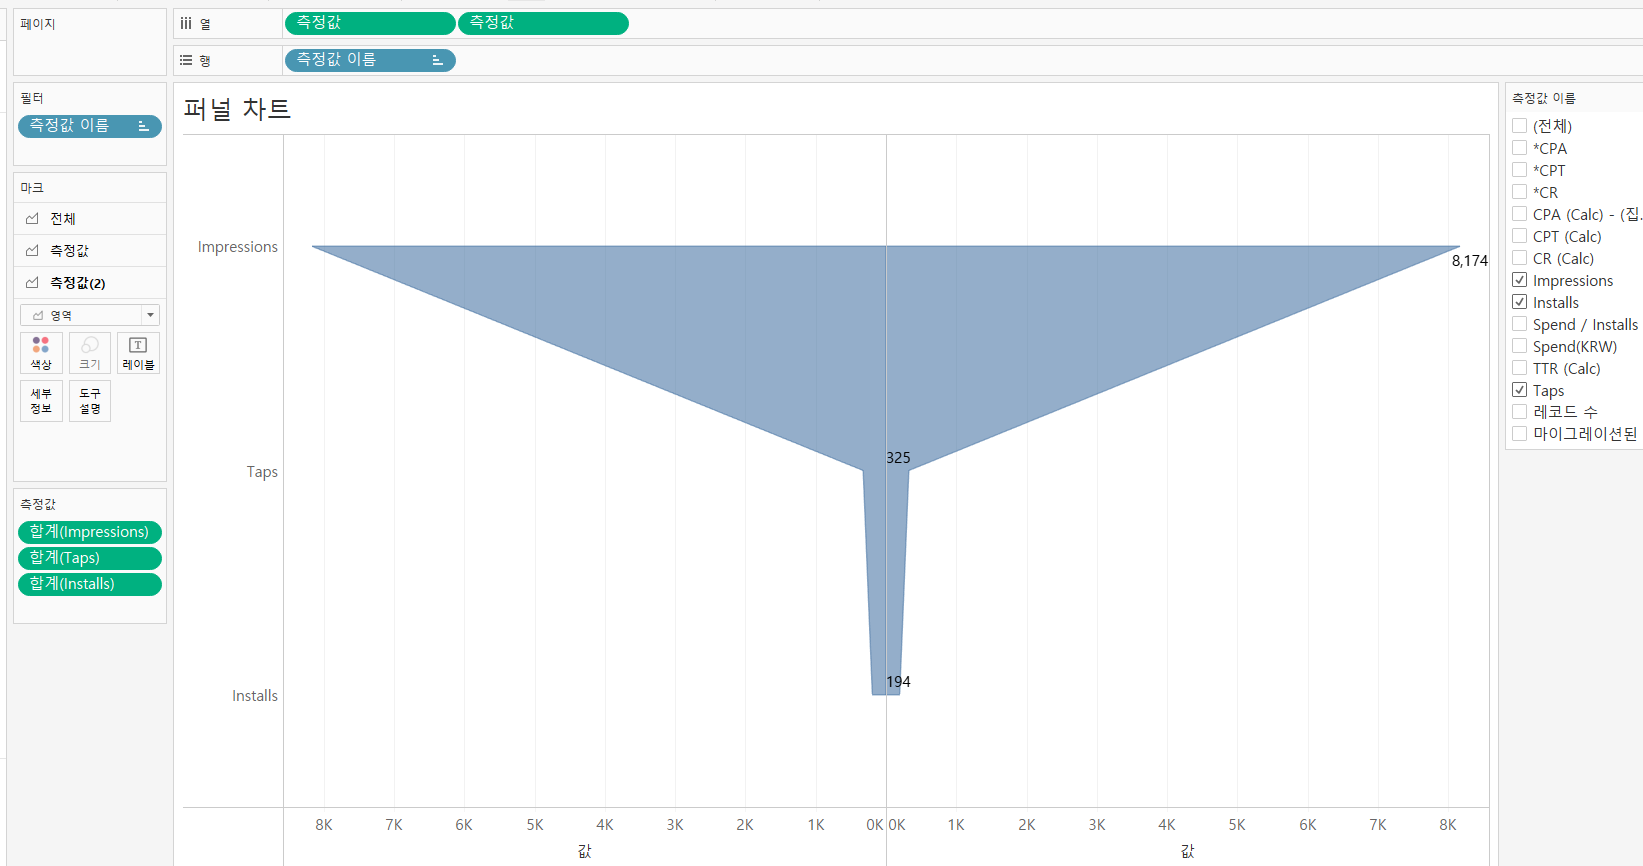 페이지
열
측정값
측정값
행
측정값 이름
필터
측정값 이름
마크
전체
측정값
측정값(2)
영역
색상
크기
레이블
세부
정보
도구
설명
측정값
합계(Impressions)
합계(Taps)
합계(Installs)
퍼널 차트
Impressions
8,174
Taps
325
Installs
194
8K 7K 6K 5K 4K 3K 2K 1K 0K 0K 1K 2K 3K 4K 5K 6K 7K 8K
값 값
측정값 이름
(전체)
*CPA
*CPT
*CR
CPA (Calc) - (집.
CPT (Calc)
CR (Calc)
Impressions
Installs
Spend / Installs
Spend(KRW)
TTR (Calc)
Taps
레코드 수
마이그레이션된